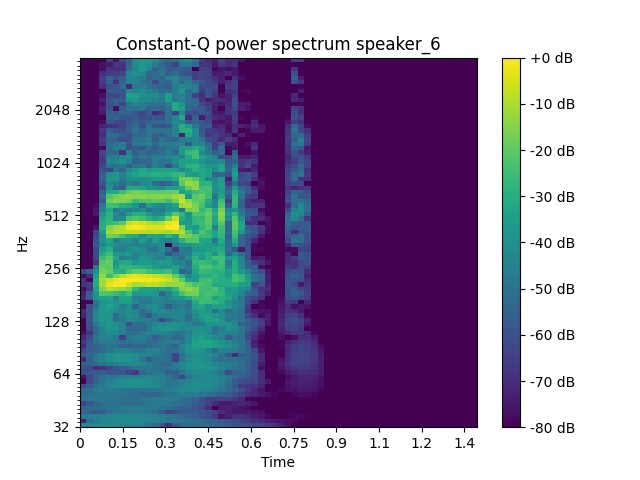 Constant-Q power spectrum speaker_6
Hz
2048
1024
512
256
128
64
32
0 0.15 0.3 0.45 0.6 0.75 0.9 1.1 1.2 1.4
Time
+0 dB
-10 dB
-20 dB
-30 dB
-40 dB
-50 dB
-60 dB
-70 dB
-80 dB